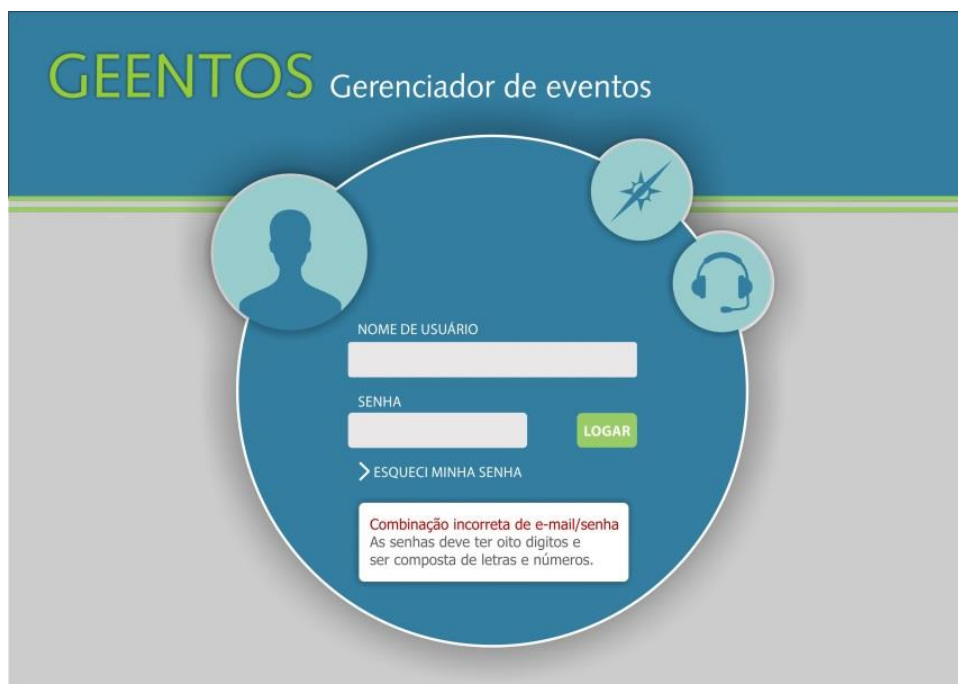 GEENTOS Gerenciador de eventos
NOME DE USUÁRIO
SENHA
LOGAR
ESQUECI MINHA SENHA
Combinação incorreta de e-mail/senha
As senhas deve ter oito digitos e
ser composta de letras e números.